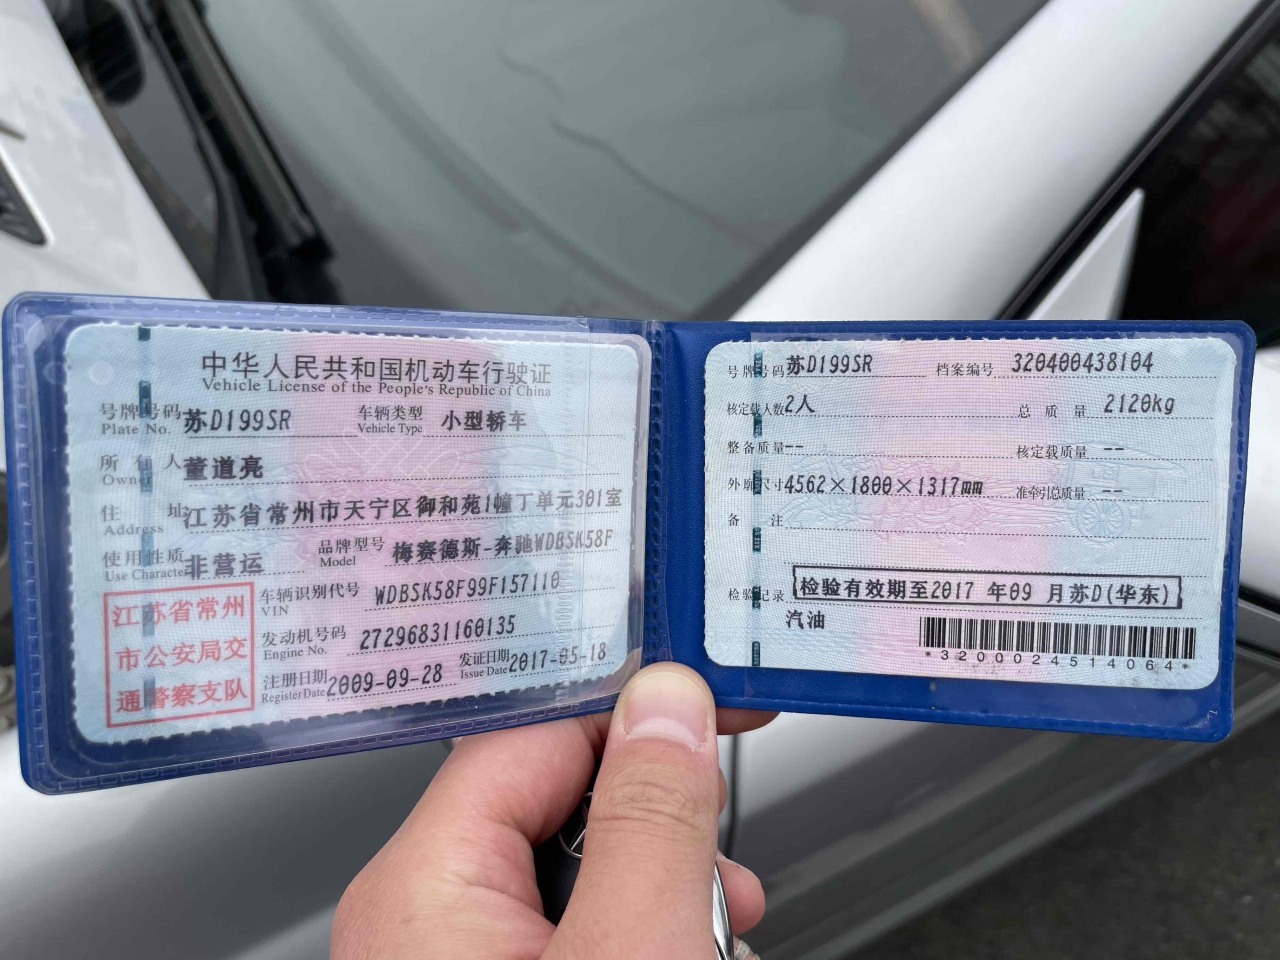 中华人民共和国机动车行驶证
Vehicle License of the People's Republic of China
号牌号码 苏D199SR 车辆类型 小型轿车
Plate No. Vehicle Type
所有人 董道亮
Owner
住址 江苏省常州市天宁区御和苑1幢丁单元301室
Address
使用性质 非营运 品牌型号 梅赛德斯-奔驰WDBSK58F
Use Character Model
江苏省常州
市公安局交
通警察支队
车辆识别代号 WDBSK58F99F157110
VIN
发动机号码 27296831160135
Engine No.
注册日期 2009-09-28 发证日期 2017-05-18
Register Date Issue Date
号牌号码 苏D199SR 档案编号 320400438104
核定载人数 2人 总质量 2120kg
整备质量 -- 核定载质量 --
外廓尺寸 4562×1800×1317mm 准牵引总质量 --
备注
检验记录 检验有效期至2017 年09 月苏D(华东)
汽油
*3200024514064*